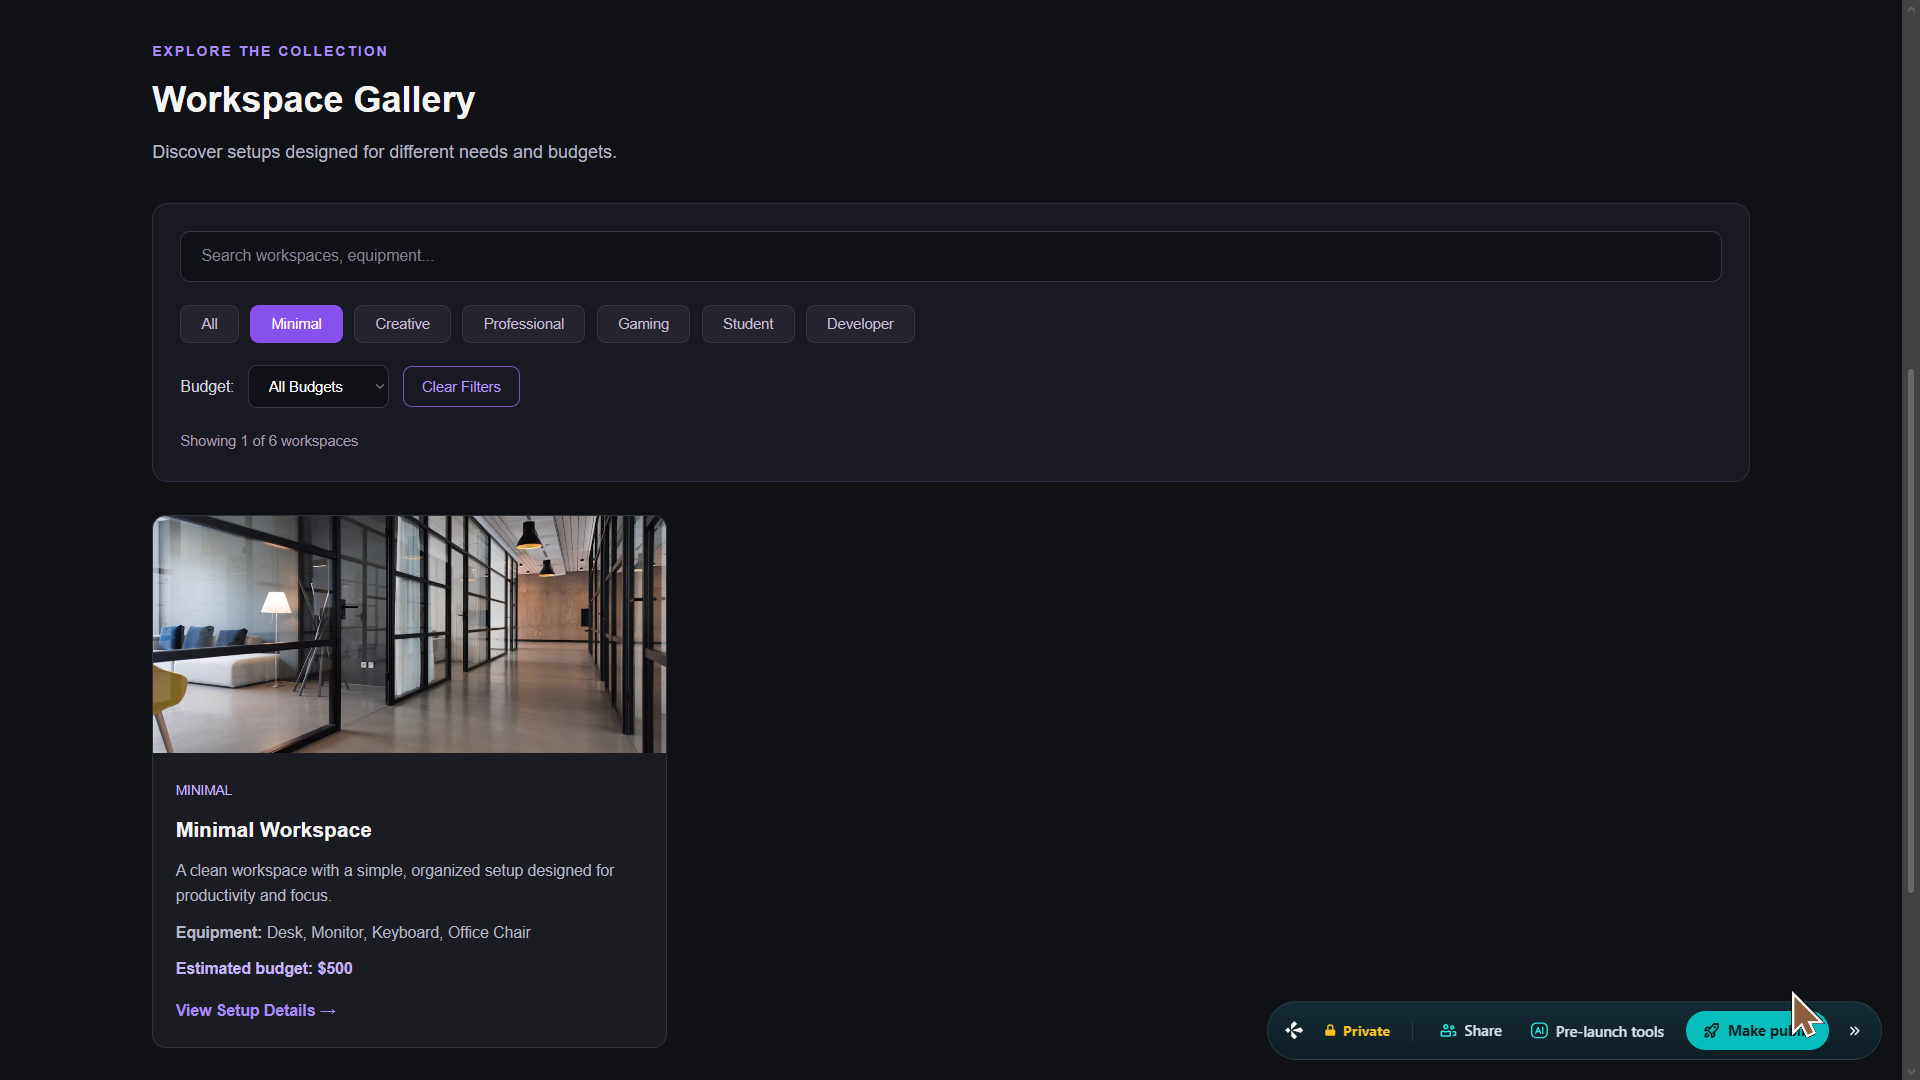 EXPLORE THE COLLECTION
Workspace Gallery
Discover setups designed for different needs and budgets.
Search workspaces, equipment...
All Minimal Creative Professional Gaming Student Developer
Budget: All Budgets Clear Filters
Showing 1 of 6 workspaces
MINIMAL
Minimal Workspace
A clean workspace with a simple, organized setup designed for
productivity and focus.
Equipment: Desk, Monitor, Keyboard, Office Chair
Estimated budget: $500
View Setup Details →
Private Share AI Pre-launch tools Make »